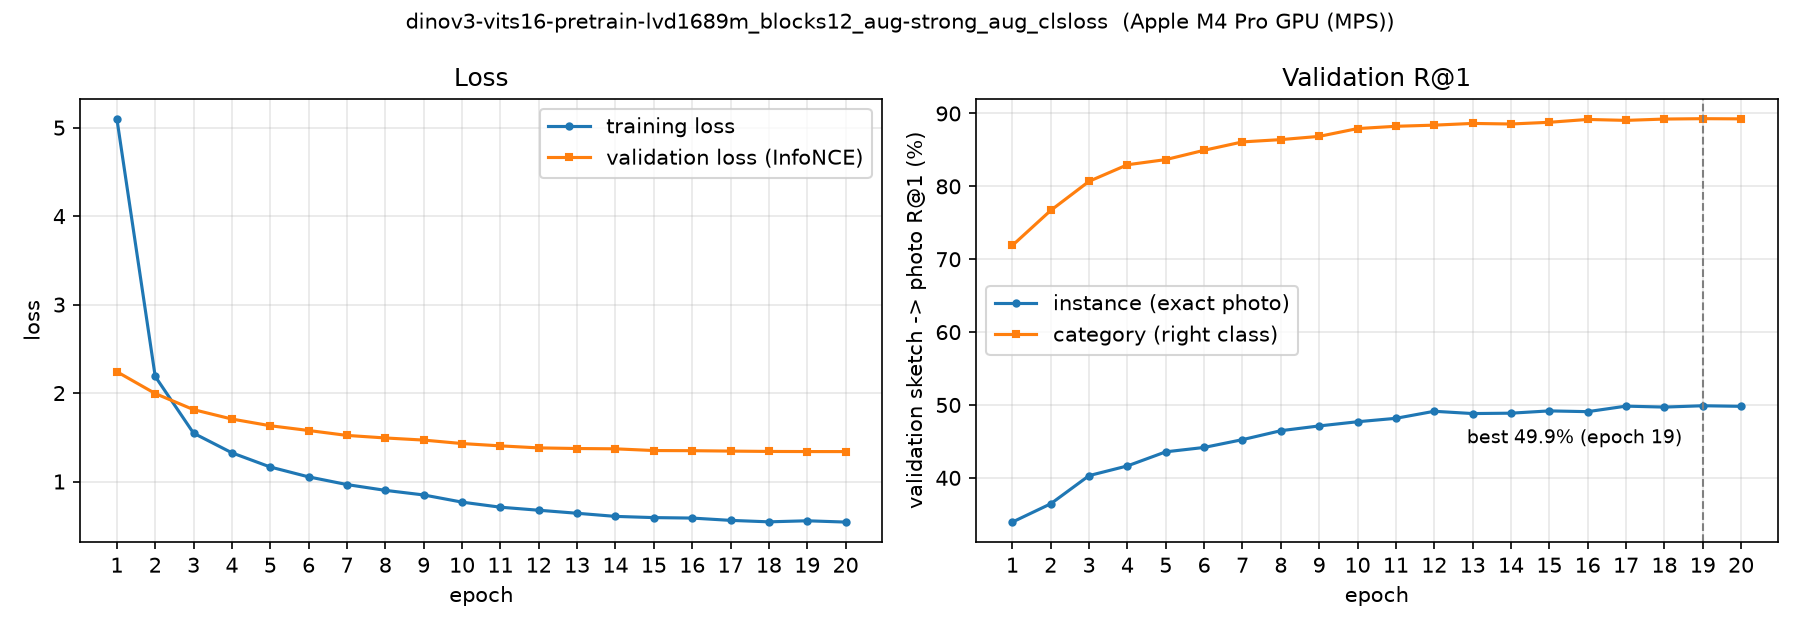 dinov3-vits16-pretrain-lvd1689m_blocks12_aug-strong_aug_clsloss  (Apple M4 Pro GPU (MPS))
Loss
training loss
validation loss (InfoNCE)
loss
5
4
3
2
1
1 2 3 4 5 6 7 8 9 10 11 12 13 14 15 16 17 18 19 20
epoch
Validation R@1
validation sketch -> photo R@1 (%)
90
80
70
60
50
40
instance (exact photo)
category (right class)
best 49.9% (epoch 19)
1 2 3 4 5 6 7 8 9 10 11 12 13 14 15 16 17 18 19 20
epoch